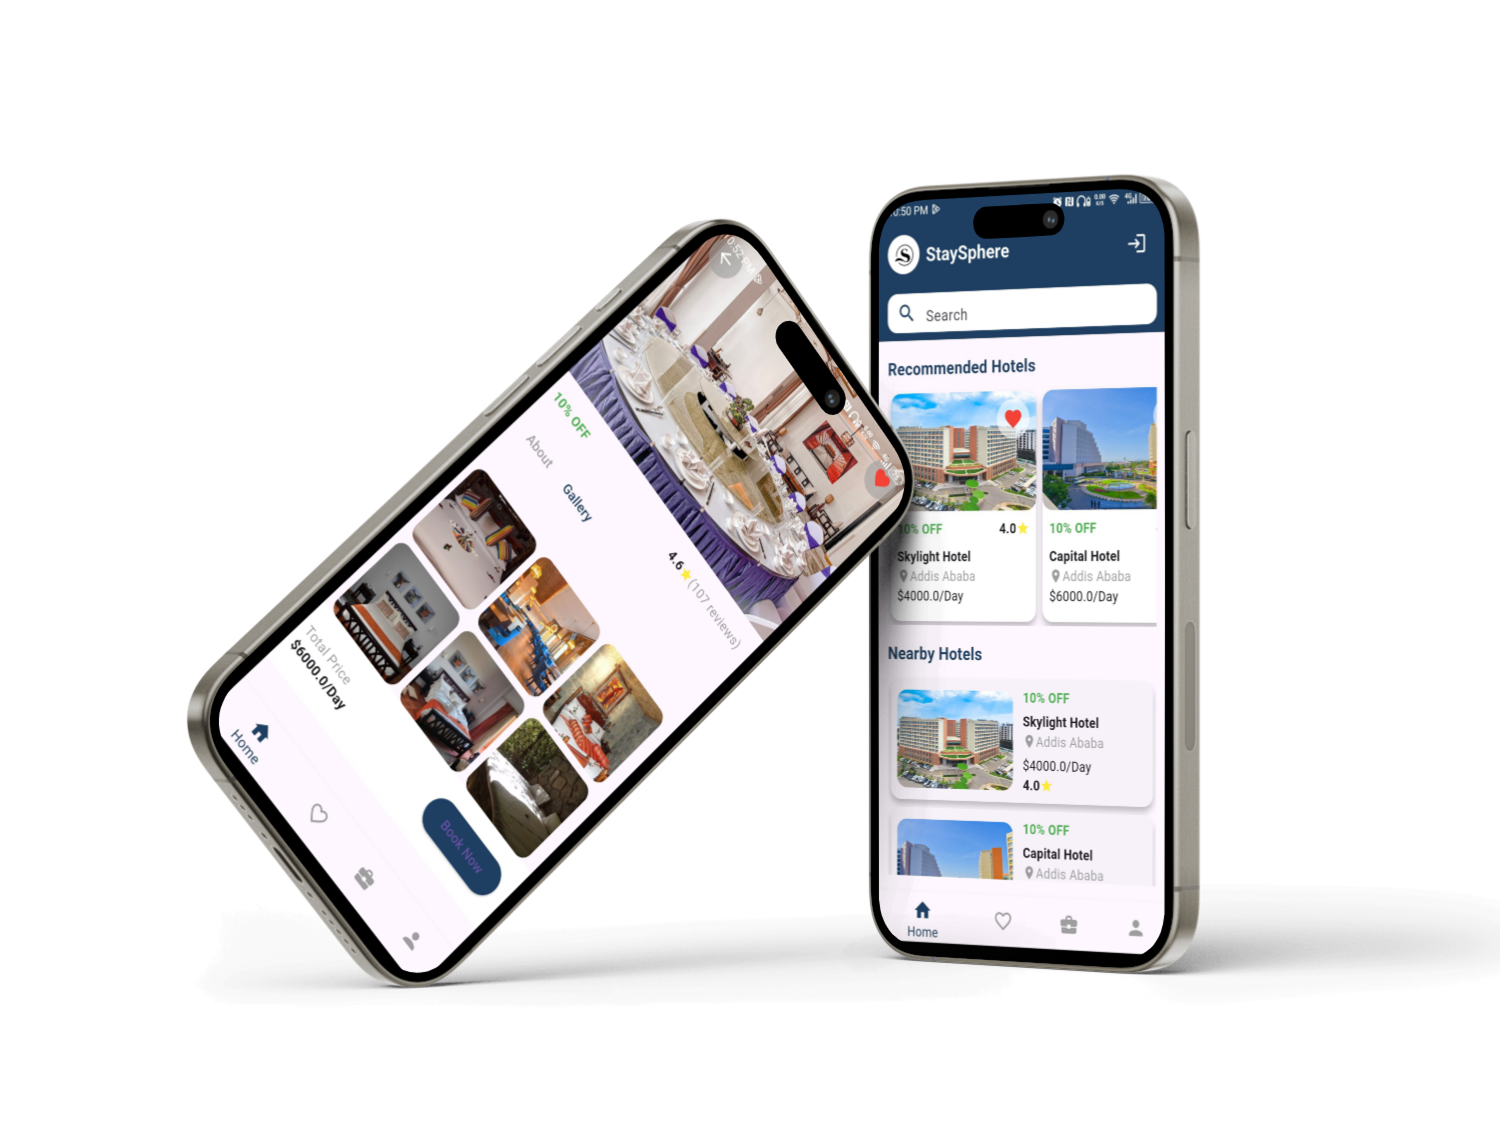 10% OFF
About
Gallery
4.6
(107 reviews)
Total Price
$6000.0/Day
Book Now
Home
StaySphere
Search
Recommended Hotels
10% OFF
4.0
Skylight Hotel
Addis Ababa
$4000.0/Day
10% OFF
Capital Hotel
Addis Ababa
$6000.0/Day
Nearby Hotels
10% OFF
Skylight Hotel
Addis Ababa
$4000.0/Day
4.0
10% OFF
Capital Hotel
Addis Ababa
Home